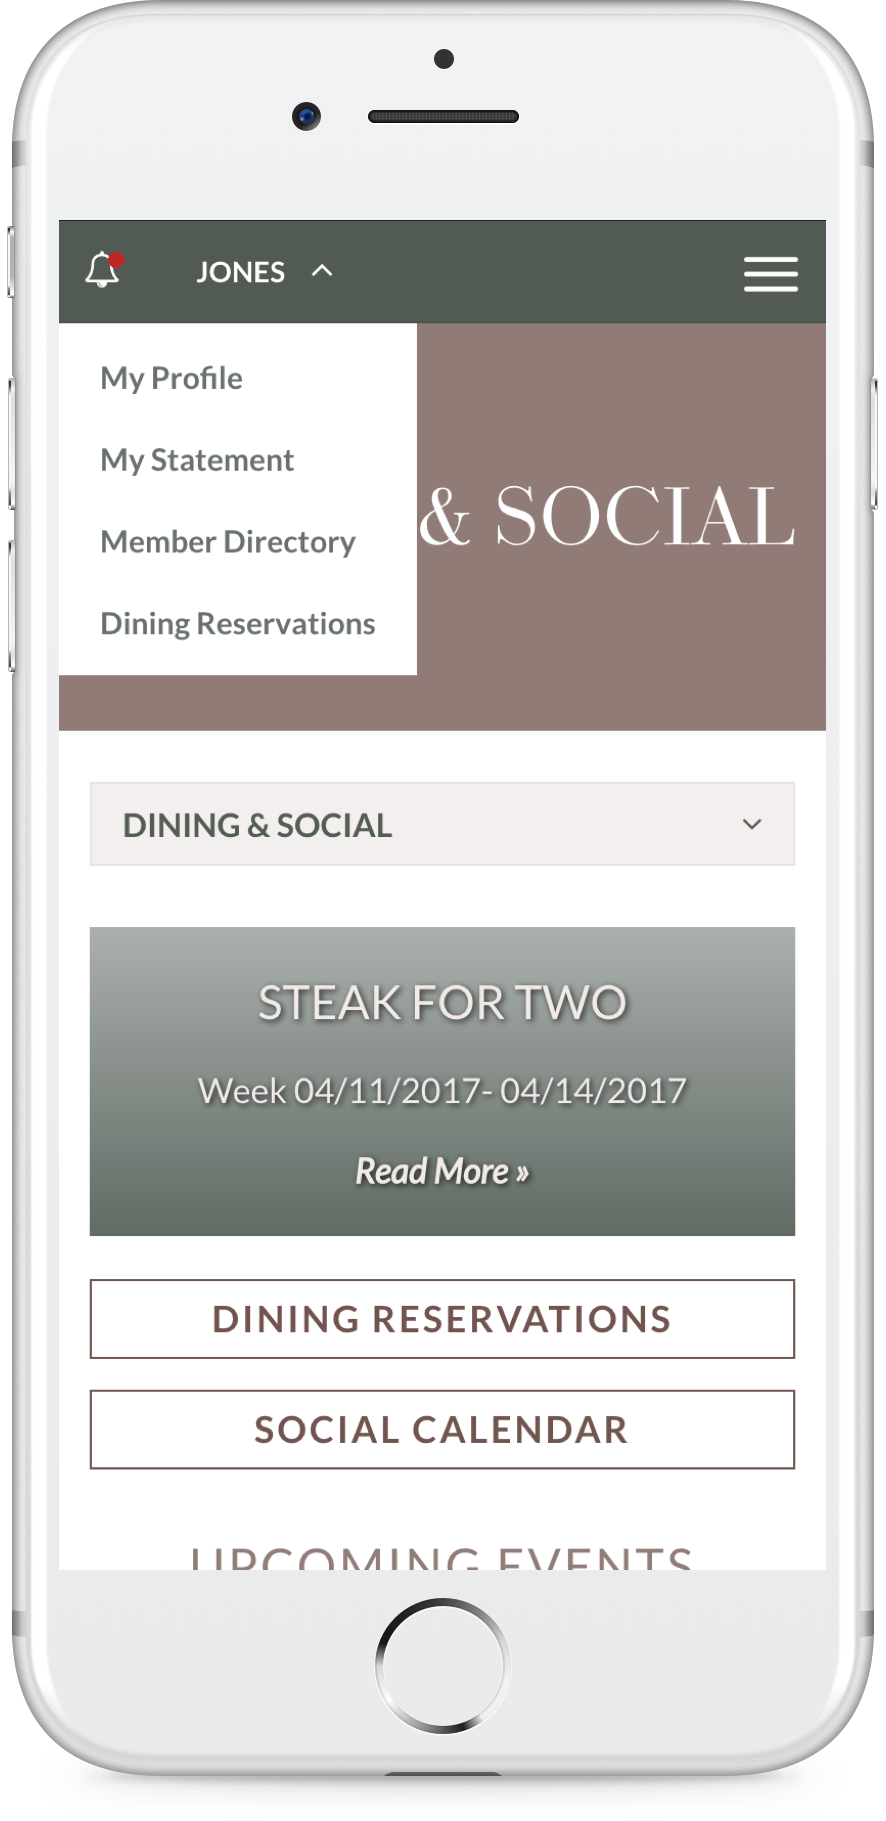 JONES
My Profile
My Statement
Member Directory
Dining Reservations
& SOCIAL
DINING & SOCIAL
STEAK FOR TWO
Week 04/11/2017- 04/14/2017
Read More »
DINING RESERVATIONS
SOCIAL CALENDAR
UPCOMING EVENTS